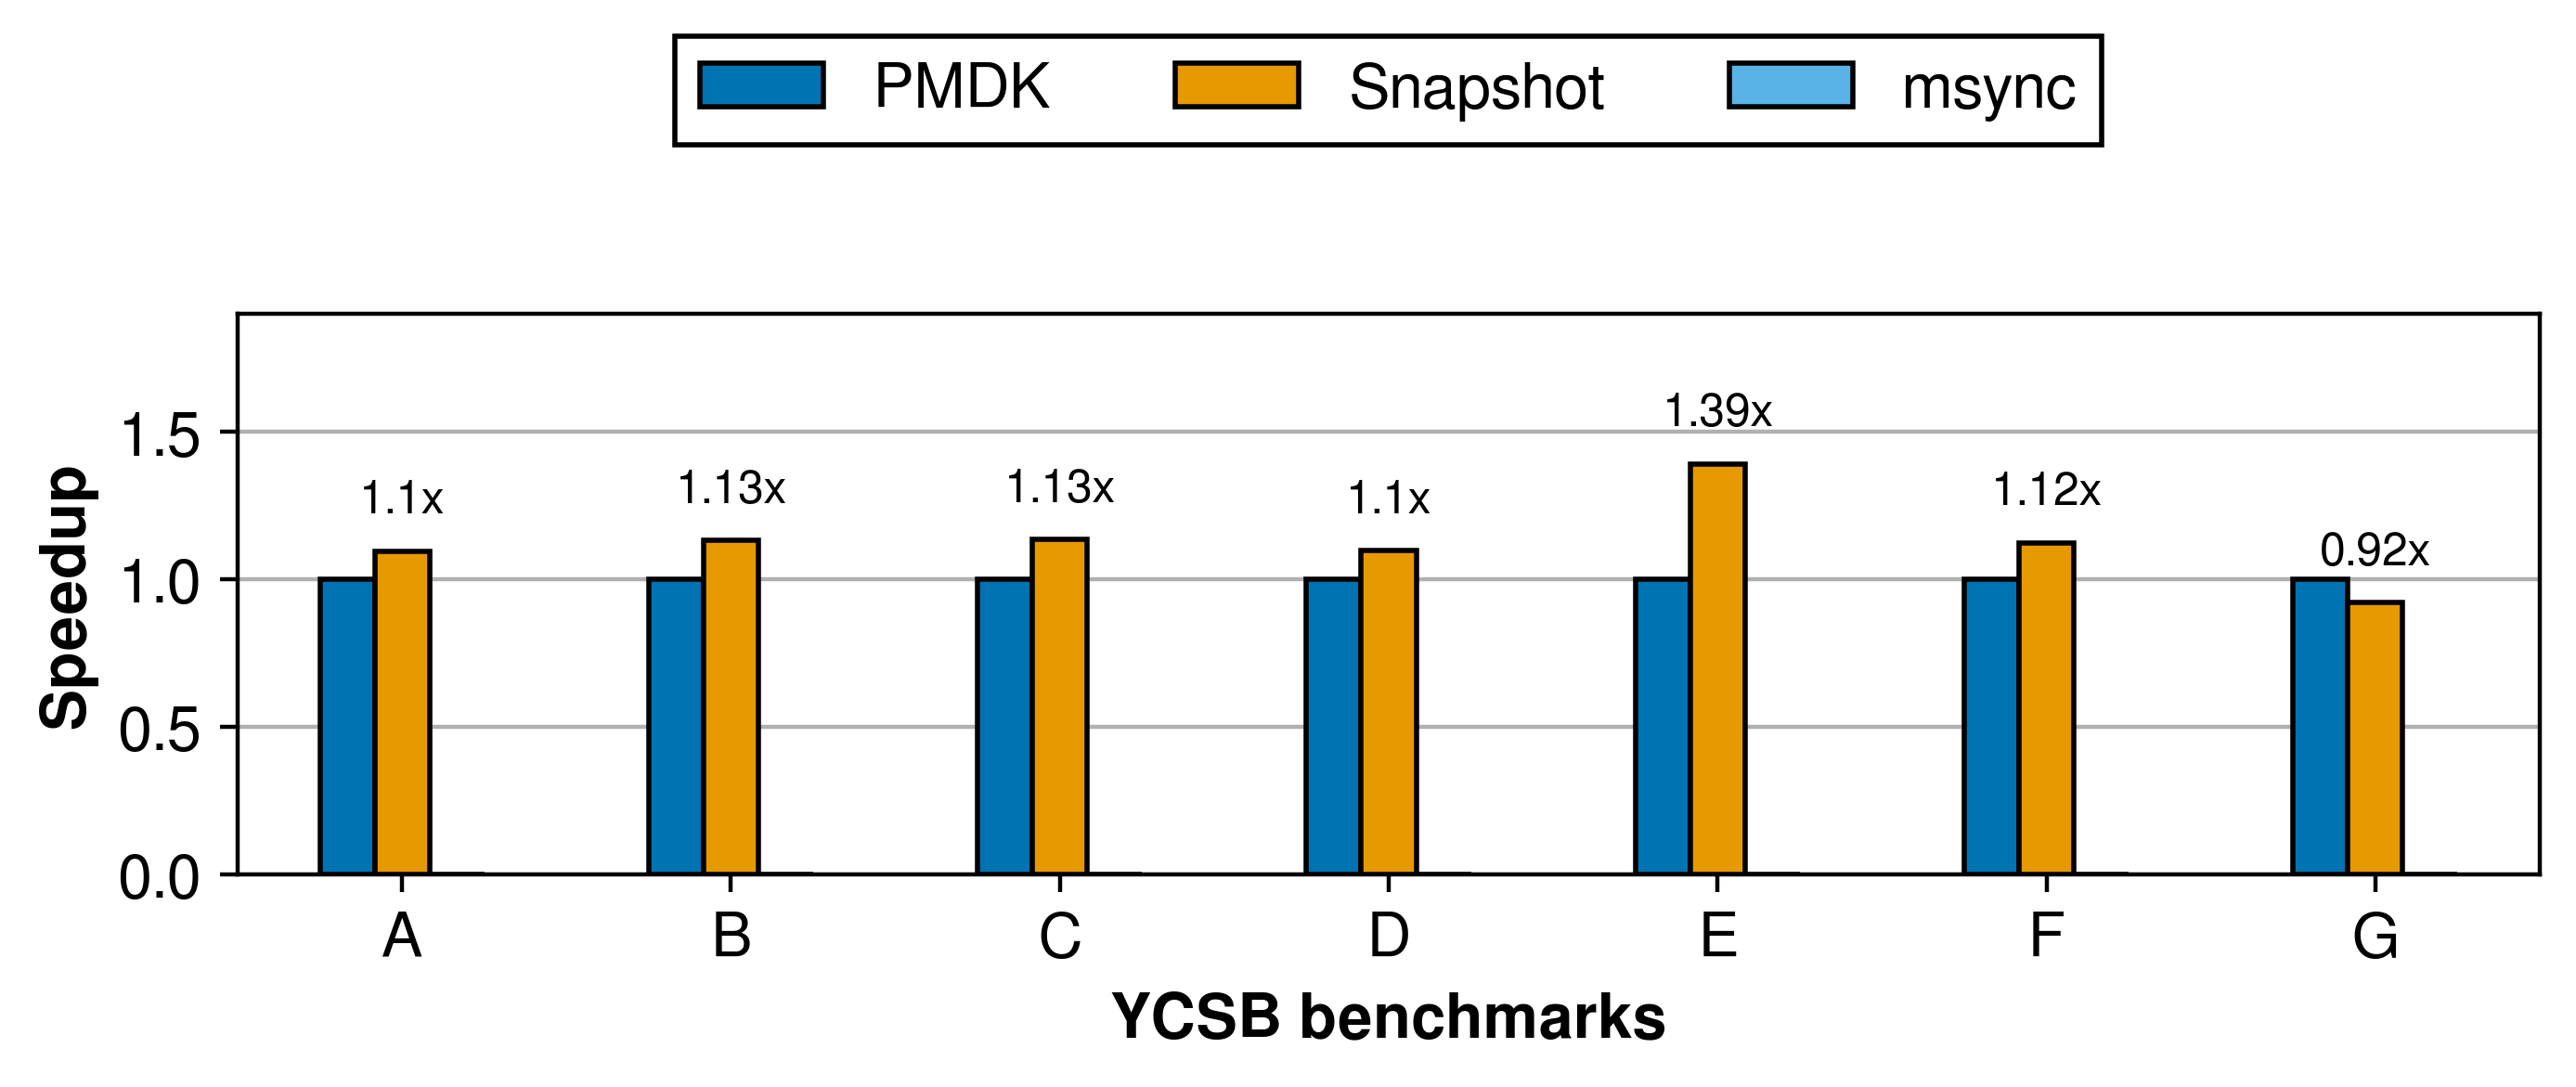 PMDK Snapshot msync
1.5
1.0
0.5
0.0
Speedup
1.1x 1.13x 1.13x 1.1x 1.39x 1.12x 0.92x
A B C D E F G
YCSB benchmarks